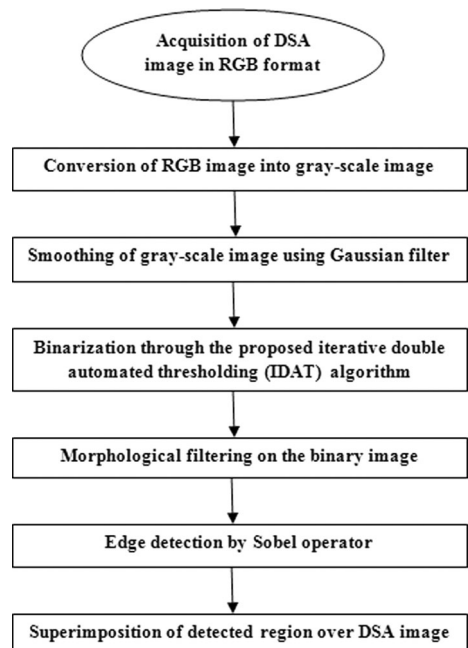 Acquisition of DSA
image in RGB format
Conversion of RGB image into gray-scale image
Smoothing of gray-scale image using Gaussian filter
Binarization through the proposed iterative double
automated thresholding (IDAT) algorithm
Morphological filtering on the binary image
Edge detection by Sobel operator
Superimposition of detected region over DSA image